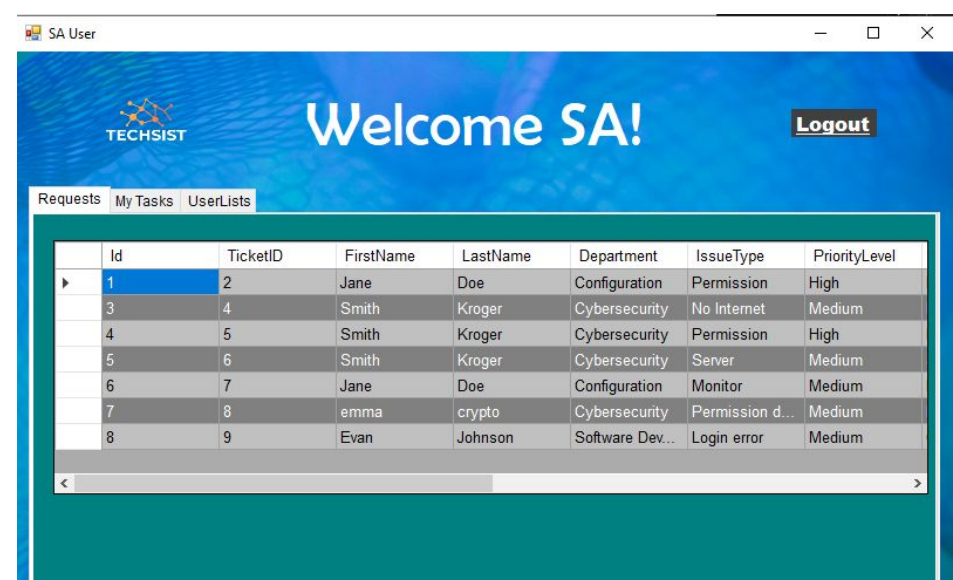 SA User
TECHSIST
Welcome SA!
Logout
Requests My Tasks UserLists
Id TicketID FirstName LastName Department IssueType PriorityLevel
1 2 Jane Doe Configuration Permission High
3 4 Smith Kroger Cybersecurity No Internet Medium
4 5 Smith Kroger Cybersecurity Permission High
5 6 Smith Kroger Cybersecurity Server Medium
6 7 Jane Doe Configuration Monitor Medium
7 8 emma crypto Cybersecurity Permission d... Medium
8 9 Evan Johnson Software Dev... Login error Medium